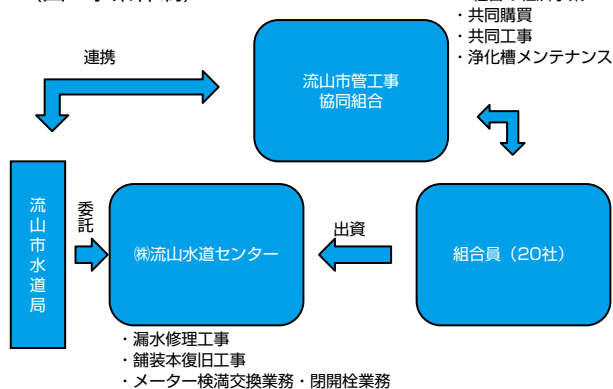 ・共同購買
・共同工事
・浄化槽メンテナンス
連携
流山市管工事
協同組合
流山市水道局
委託
㈱流山水道センター
出資
組合員（20社）
・漏水修理工事
・舗装本復旧工事
・メーター検満交換業務・閉開栓業務